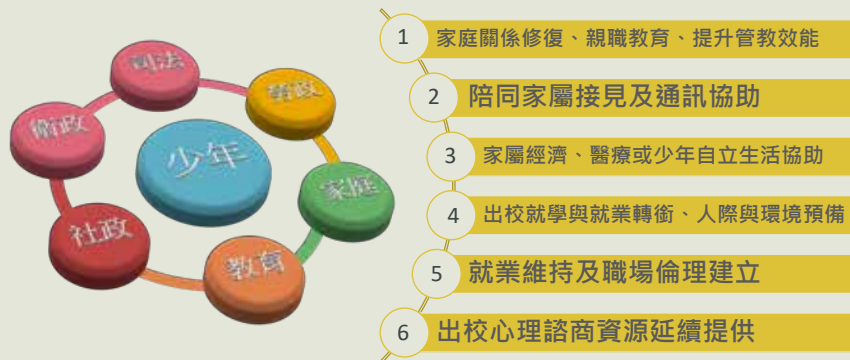 司法
警政
衛政
少年
家庭
社政
教育
1 家庭關係修復、親職教育、提升管教效能
2 陪同家屬接見及通訊協助
3 家屬經濟、醫療或少年自立生活協助
4 出校就學與就業轉銜、人際與環境預備
5 就業維持及職場倫理建立
6 出校心理諮商資源延續提供